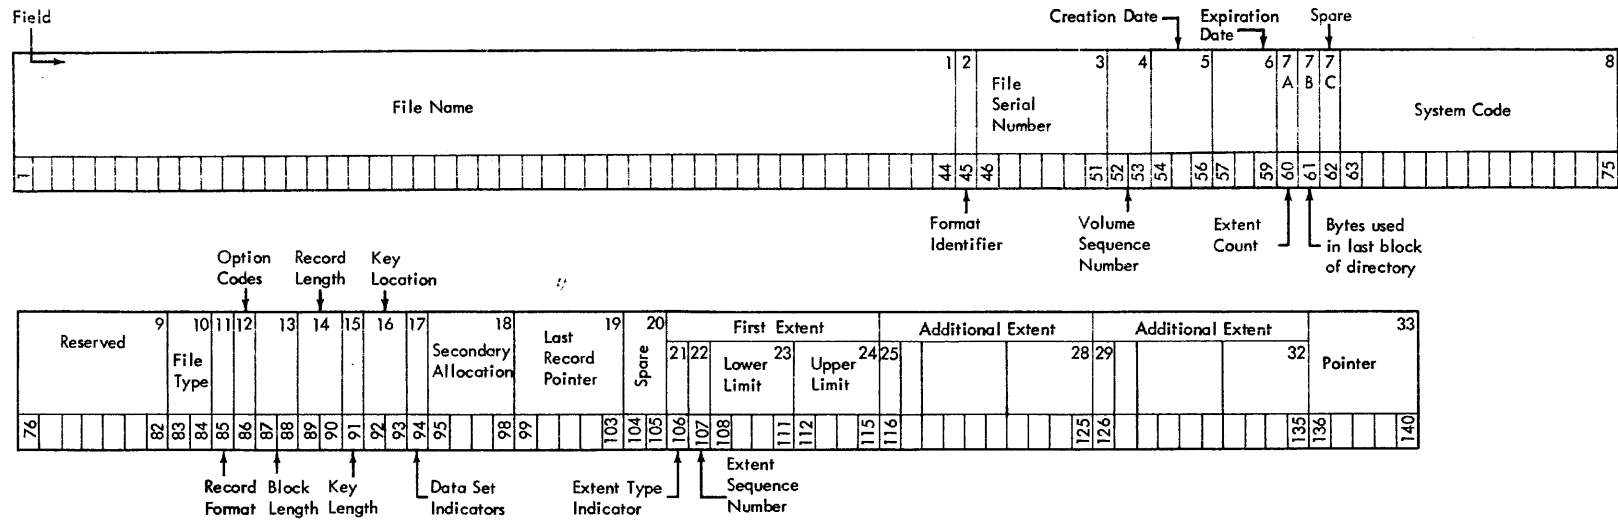 Field
Creation Date
Expiration
Date
Spare
1 2 3 4 5 6 7 7 7 8
A B C
File Name
File
Serial
Number
System Code
1 44 45 46 51 52 53 54 56 57 59 60 61 62 63 75
Format
Identifier
Volume
Sequence
Number
Extent
Count
Bytes used
in last block
of directory
Option
Codes
Record
Length
Key
Location
9 10 11 12 13 14 15 16 17 18 19 20 First Extent Additional Extent Additional Extent 33
Reserved
File
Type
Secondary
Allocation
Last
Record
Pointer
Spare
21 22 23 24 25 28 29 32
Lower
Limit
Upper
Limit
Pointer
76 82 83 84 85 86 87 88 89 90 91 92 93 94 95 98 99 103 104 105 106 107 108 111 112 115 116 125 126 135 136 140
Record
Format
Block
Length
Key
Length
Data Set
Indicators
Extent Type
Indicator
Extent
Sequence
Number